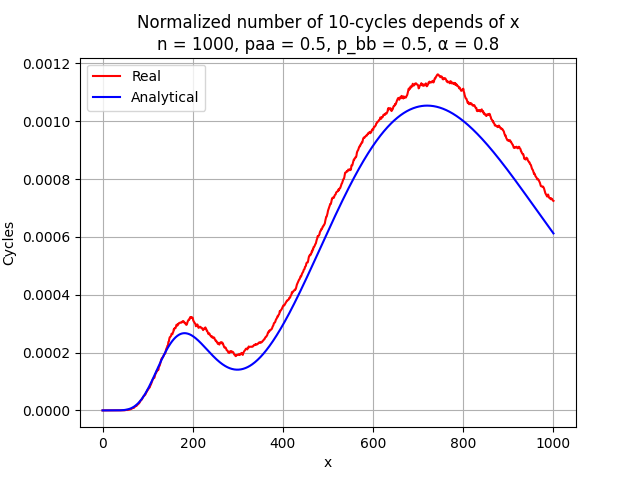 Normalized number of 10-cycles depends of x
n = 1000, paa = 0.5, p_bb = 0.5, α = 0.8
Real
Analytical
Cycles
0.0012
0.0010
0.0008
0.0006
0.0004
0.0002
0.0000
0 200 400 600 800 1000
x